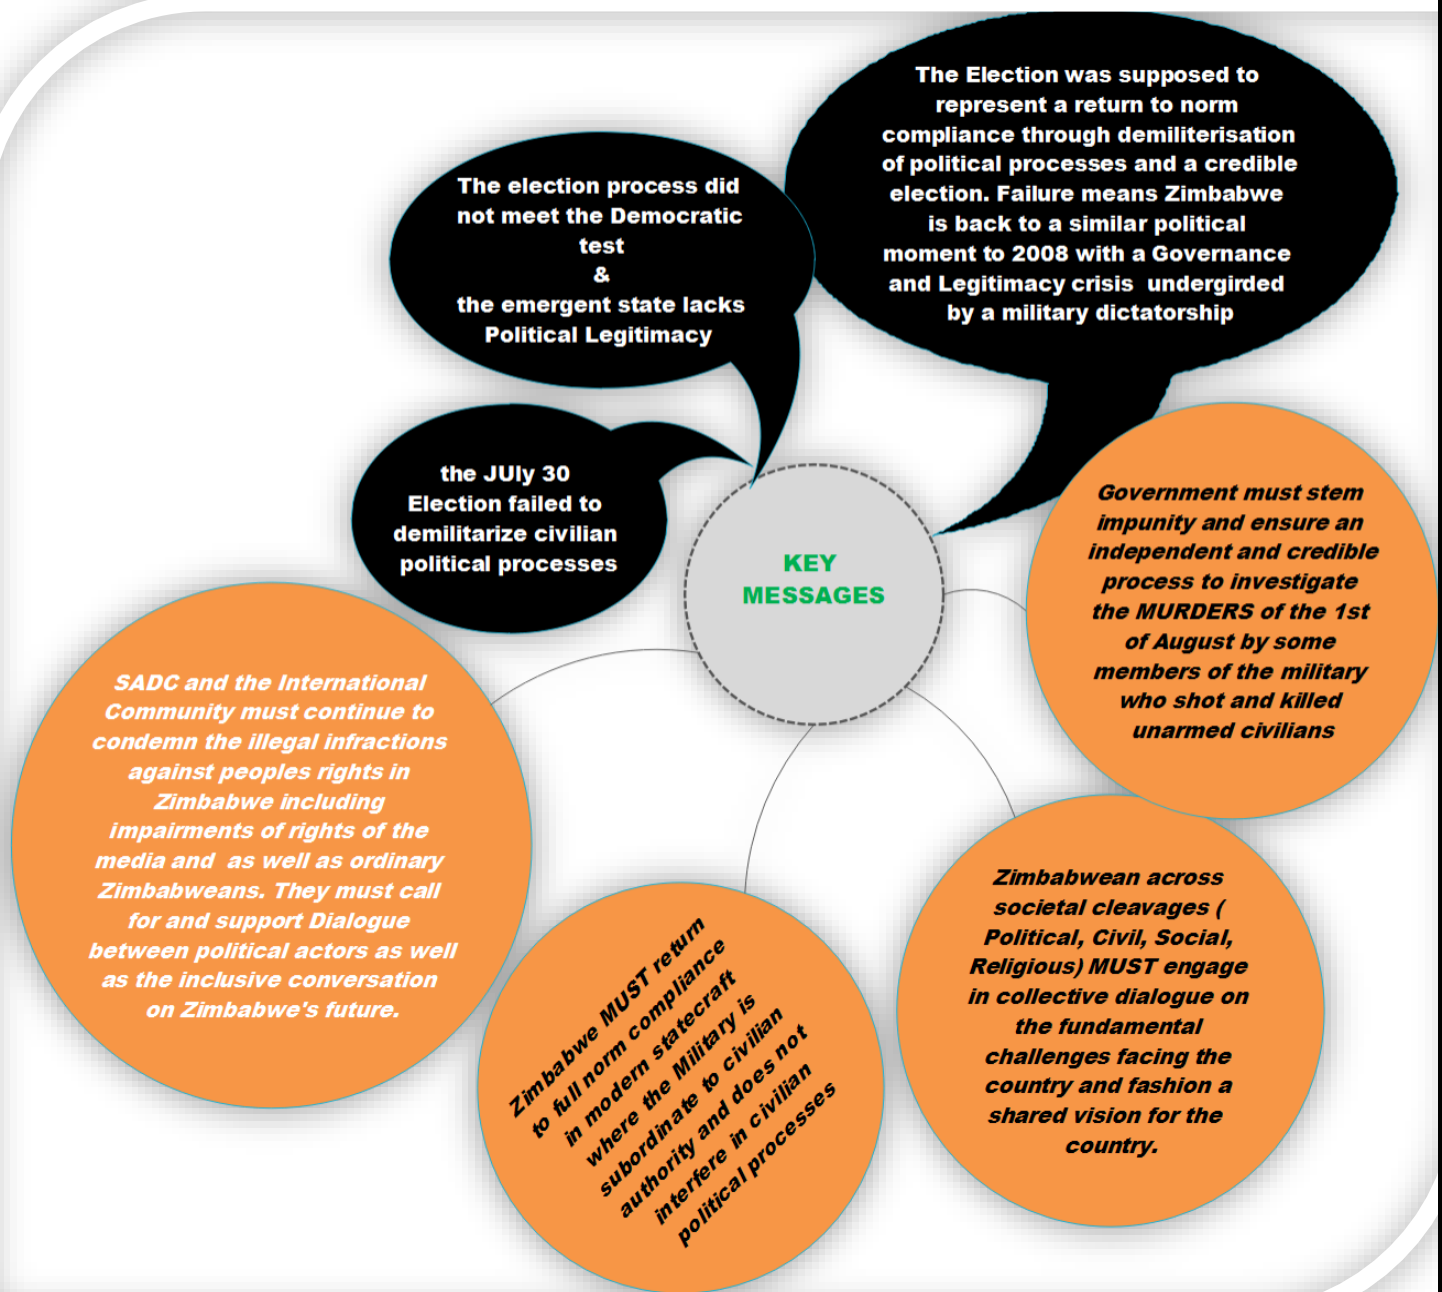 The Election was supposed to
represent a return to norm
compliance through demiliterisation
of political processes and a credible
election. Failure means Zimbabwe
is back to a similar political
moment to 2008 with a Governance
and Legitimacy crisis undergirded
by a military dictatorship
The election process did
not meet the Democratic
test
&
the emergent state lacks
Political Legitimacy
the JUly 30
Election failed to
demilitarize civilian
political processes
KEY
MESSAGES
Government must stem
impunity and ensure an
independent and credible
process to investigate
the MURDERS of the 1st
of August by some
members of the military
who shot and killed
unarmed civilians
SADC and the International
Community must continue to
condemn the illegal infractions
against peoples rights in
Zimbabwe including
impairments of rights of the
media and as well as ordinary
Zimbabweans. They must call
for and support Dialogue
between political actors as well
as the inclusive conversation
on Zimbabwe's future.
Zimbabwean across
societal cleavages (
Political, Civil, Social,
Religious) MUST engage
in collective dialogue on
the fundamental
challenges facing the
country and fashion a
shared vision for the
country.
Zimbabwe MUST return
to full norm compliance
in modern statecraft
where the Military is
subordinate to civilian
authority and does not
interfere in civilian
political processes